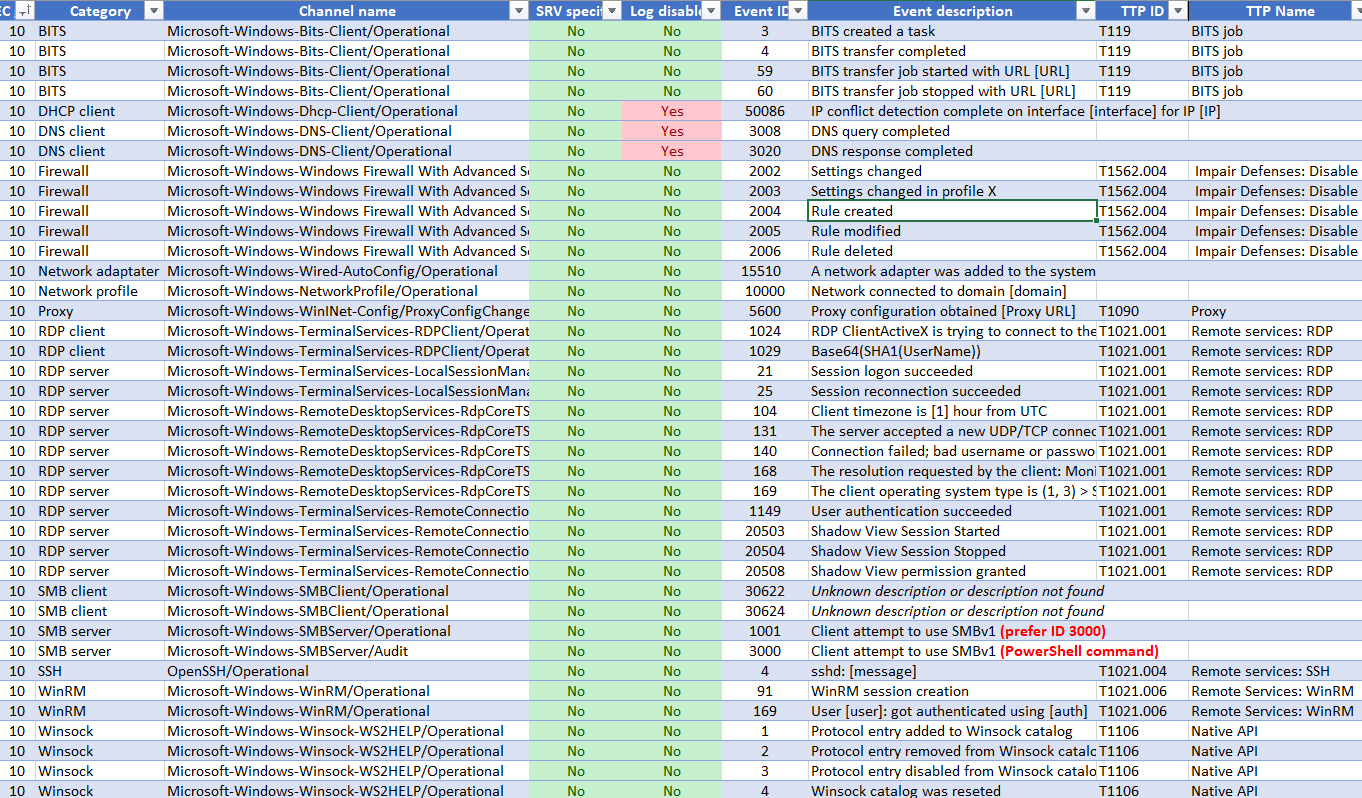 EC Category Channel name SRV specif Log disable Event ID Event description TTP ID TTP Name
10 BITS Microsoft-Windows-Bits-Client/Operational No No 3 BITS created a task T119 BITS job
10 BITS Microsoft-Windows-Bits-Client/Operational No No 4 BITS transfer completed T119 BITS job
10 BITS Microsoft-Windows-Bits-Client/Operational No No 59 BITS transfer job started with URL [URL] T119 BITS job
10 BITS Microsoft-Windows-Bits-Client/Operational No No 60 BITS transfer job stopped with URL [URL] T119 BITS job
10 DHCP client Microsoft-Windows-Dhcp-Client/Operational No Yes 50086 IP conflict detection complete on interface [interface] for IP [IP]
10 DNS client Microsoft-Windows-DNS-Client/Operational No Yes 3008 DNS query completed
10 DNS client Microsoft-Windows-DNS-Client/Operational No Yes 3020 DNS response completed
10 Firewall Microsoft-Windows-Windows Firewall With Advanced Se No No 2002 Settings changed T1562.004 Impair Defenses: Disable
10 Firewall Microsoft-Windows-Windows Firewall With Advanced Se No No 2003 Settings changed in profile X T1562.004 Impair Defenses: Disable
10 Firewall Microsoft-Windows-Windows Firewall With Advanced Se No No 2004 Rule created T1562.004 Impair Defenses: Disable
10 Firewall Microsoft-Windows-Windows Firewall With Advanced Se No No 2005 Rule modified T1562.004 Impair Defenses: Disable
10 Firewall Microsoft-Windows-Windows Firewall With Advanced Se No No 2006 Rule deleted T1562.004 Impair Defenses: Disable
10 Network adaptater Microsoft-Windows-Wired-AutoConfig/Operational No No 15510 A network adapter was added to the system
10 Network profile Microsoft-Windows-NetworkProfile/Operational No No 10000 Network connected to domain [domain]
10 Proxy Microsoft-Windows-WinINet-Config/ProxyConfigChange No No 5600 Proxy configuration obtained [Proxy URL] T1090 Proxy
10 RDP client Microsoft-Windows-TerminalServices-RDPClient/Operat No No 1024 RDP ClientActiveX is trying to connect to the T1021.001 Remote services: RDP
10 RDP client Microsoft-Windows-TerminalServices-RDPClient/Operat No No 1029 Base64(SHA1(UserName)) T1021.001 Remote services: RDP
10 RDP server Microsoft-Windows-TerminalServices-LocalSessionMana No No 21 Session logon succeeded T1021.001 Remote services: RDP
10 RDP server Microsoft-Windows-TerminalServices-LocalSessionMana No No 25 Session reconnection succeeded T1021.001 Remote services: RDP
10 RDP server Microsoft-Windows-RemoteDesktopServices-RdpCoreTS No No 104 Client timezone is [1] hour from UTC T1021.001 Remote services: RDP
10 RDP server Microsoft-Windows-RemoteDesktopServices-RdpCoreTS No No 131 The server accepted a new UDP/TCP connec T1021.001 Remote services: RDP
10 RDP server Microsoft-Windows-RemoteDesktopServices-RdpCoreTS No No 140 Connection failed; bad username or passwo T1021.001 Remote services: RDP
10 RDP server Microsoft-Windows-RemoteDesktopServices-RdpCoreTS No No 168 The resolution requested by the client: Moni T1021.001 Remote services: RDP
10 RDP server Microsoft-Windows-RemoteDesktopServices-RdpCoreTS No No 169 The client operating system type is (1, 3) > S T1021.001 Remote services: RDP
10 RDP server Microsoft-Windows-TerminalServices-RemoteConnectio No No 1149 User authentication succeeded T1021.001 Remote services: RDP
10 RDP server Microsoft-Windows-TerminalServices-RemoteConnectio No No 20503 Shadow View Session Started T1021.001 Remote services: RDP
10 RDP server Microsoft-Windows-TerminalServices-RemoteConnectio No No 20504 Shadow View Session Stopped T1021.001 Remote services: RDP
10 RDP server Microsoft-Windows-TerminalServices-RemoteConnectio No No 20508 Shadow View permission granted T1021.001 Remote services: RDP
10 SMB client Microsoft-Windows-SMBClient/Operational No No 30622 Unknown description or description not found
10 SMB client Microsoft-Windows-SMBClient/Operational No No 30624 Unknown description or description not found
10 SMB server Microsoft-Windows-SMBServer/Operational No No 1001 Client attempt to use SMBv1 (prefer ID 3000)
10 SMB server Microsoft-Windows-SMBServer/Audit No No 3000 Client attempt to use SMBv1 (PowerShell command)
10 SSH OpenSSH/Operational No No 4 sshd: [message] T1021.004 Remote services: SSH
10 WinRM Microsoft-Windows-WinRM/Operational No No 91 WinRM session creation T1021.006 Remote Services: WinRM
10 WinRM Microsoft-Windows-WinRM/Operational No No 169 User [user]: got authenticated using [auth] T1021.006 Remote Services: WinRM
10 Winsock Microsoft-Windows-Winsock-WS2HELP/Operational No No 1 Protocol entry added to Winsock catalog T1106 Native API
10 Winsock Microsoft-Windows-Winsock-WS2HELP/Operational No No 2 Protocol entry removed from Winsock catalo T1106 Native API
10 Winsock Microsoft-Windows-Winsock-WS2HELP/Operational No No 3 Protocol entry disabled from Winsock catalo T1106 Native API
10 Winsock Microsoft-Windows-Winsock-WS2HELP/Operational No No 4 Winsock catalog was reseted T1106 Native API